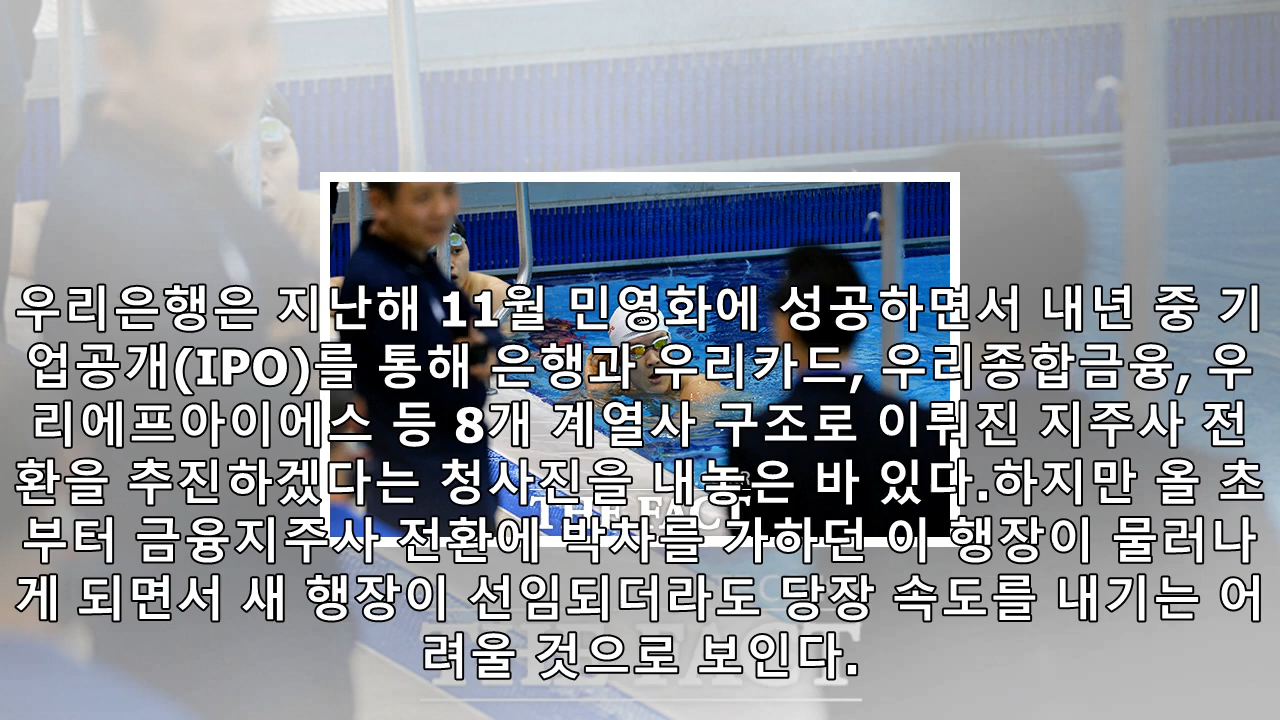 우리은행은 지난해 11월 민영화에 성공하면서 내년 중 기
업공개(IPO)를 통해 은행과 우리카드, 우리종합금융, 우
리에프아이에스 등 8개 계열사 구조로 이뤄진 지주사 전
환을 추진하겠다는 청사진을 내놓은 바 있다.하지만 올 초
부터 금융지주사 전환에 박차를 가하던 이 행장이 물러나
게 되면서 새 행장이 선임되더라도 당장 속도를 내기는 어
려울 것으로 보인다.
THE FACT
THE FACT